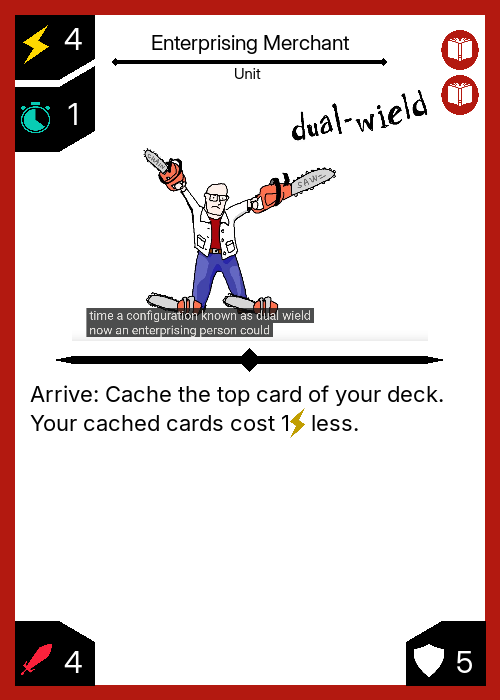 4
Enterprising Merchant
Unit
1
dual-wield
SAW
time a configuration known as dual wield
now an enterprising person could
Arrive: Cache the top card of your deck.
Your cached cards cost 1⚡ less.
4
5